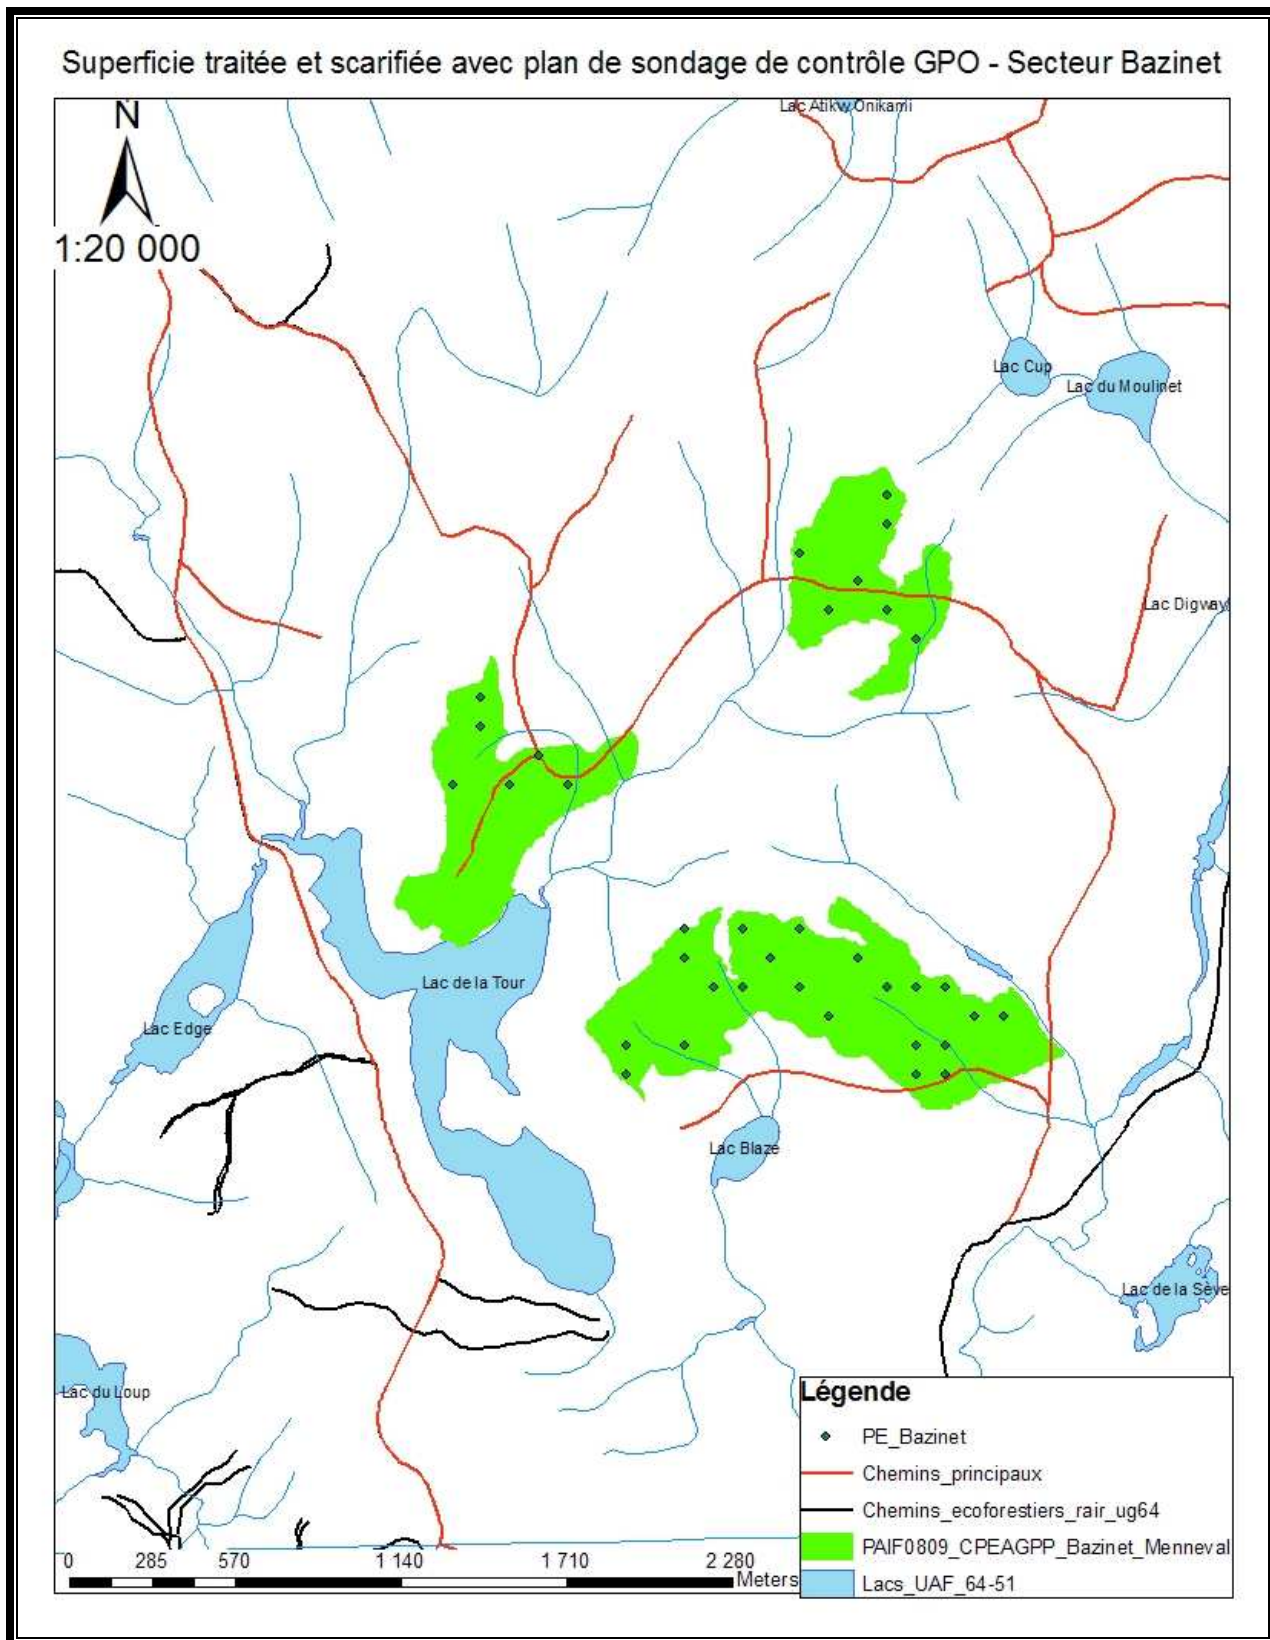 Superficie traitée et scarifiée avec plan de sondage de contrôle GPO - Secteur Bazinet
N
1:20 000
Lac Atikw Onikami
Lac Cup
Lac du Moulinet
Lac Digway
Lac de la Tour
Lac Edge
Lac Blaze
Lac de la Sève
Lac du Loup
Légende
PE_Bazinet
Chemins_principaux
Chemins_ecoforestiers_rair_ug64
PAIF0809_CPEAGPP_Bazinet_Menneval
Lacs_UAF_64-51
0 285 570 1 140 1 710 2 280
Meters